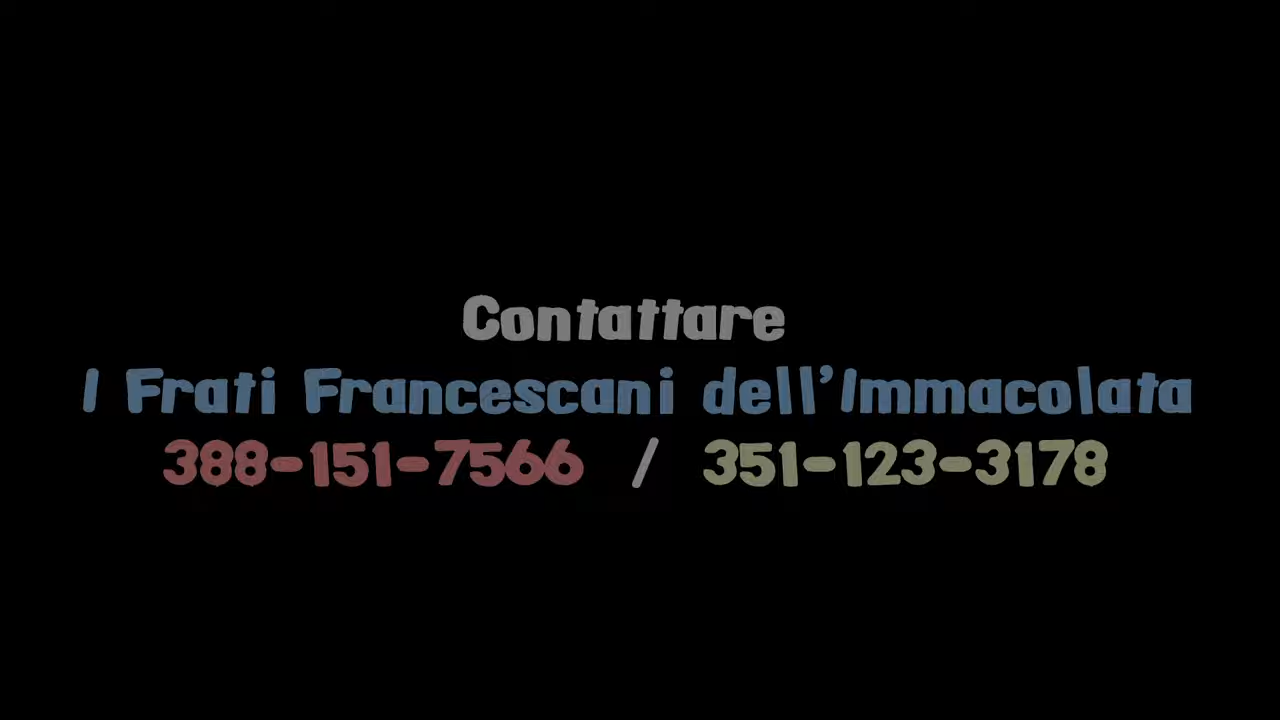 Contattare
I Frati Francescani dell'Immacolata
388-151-7566 / 351-123-3178